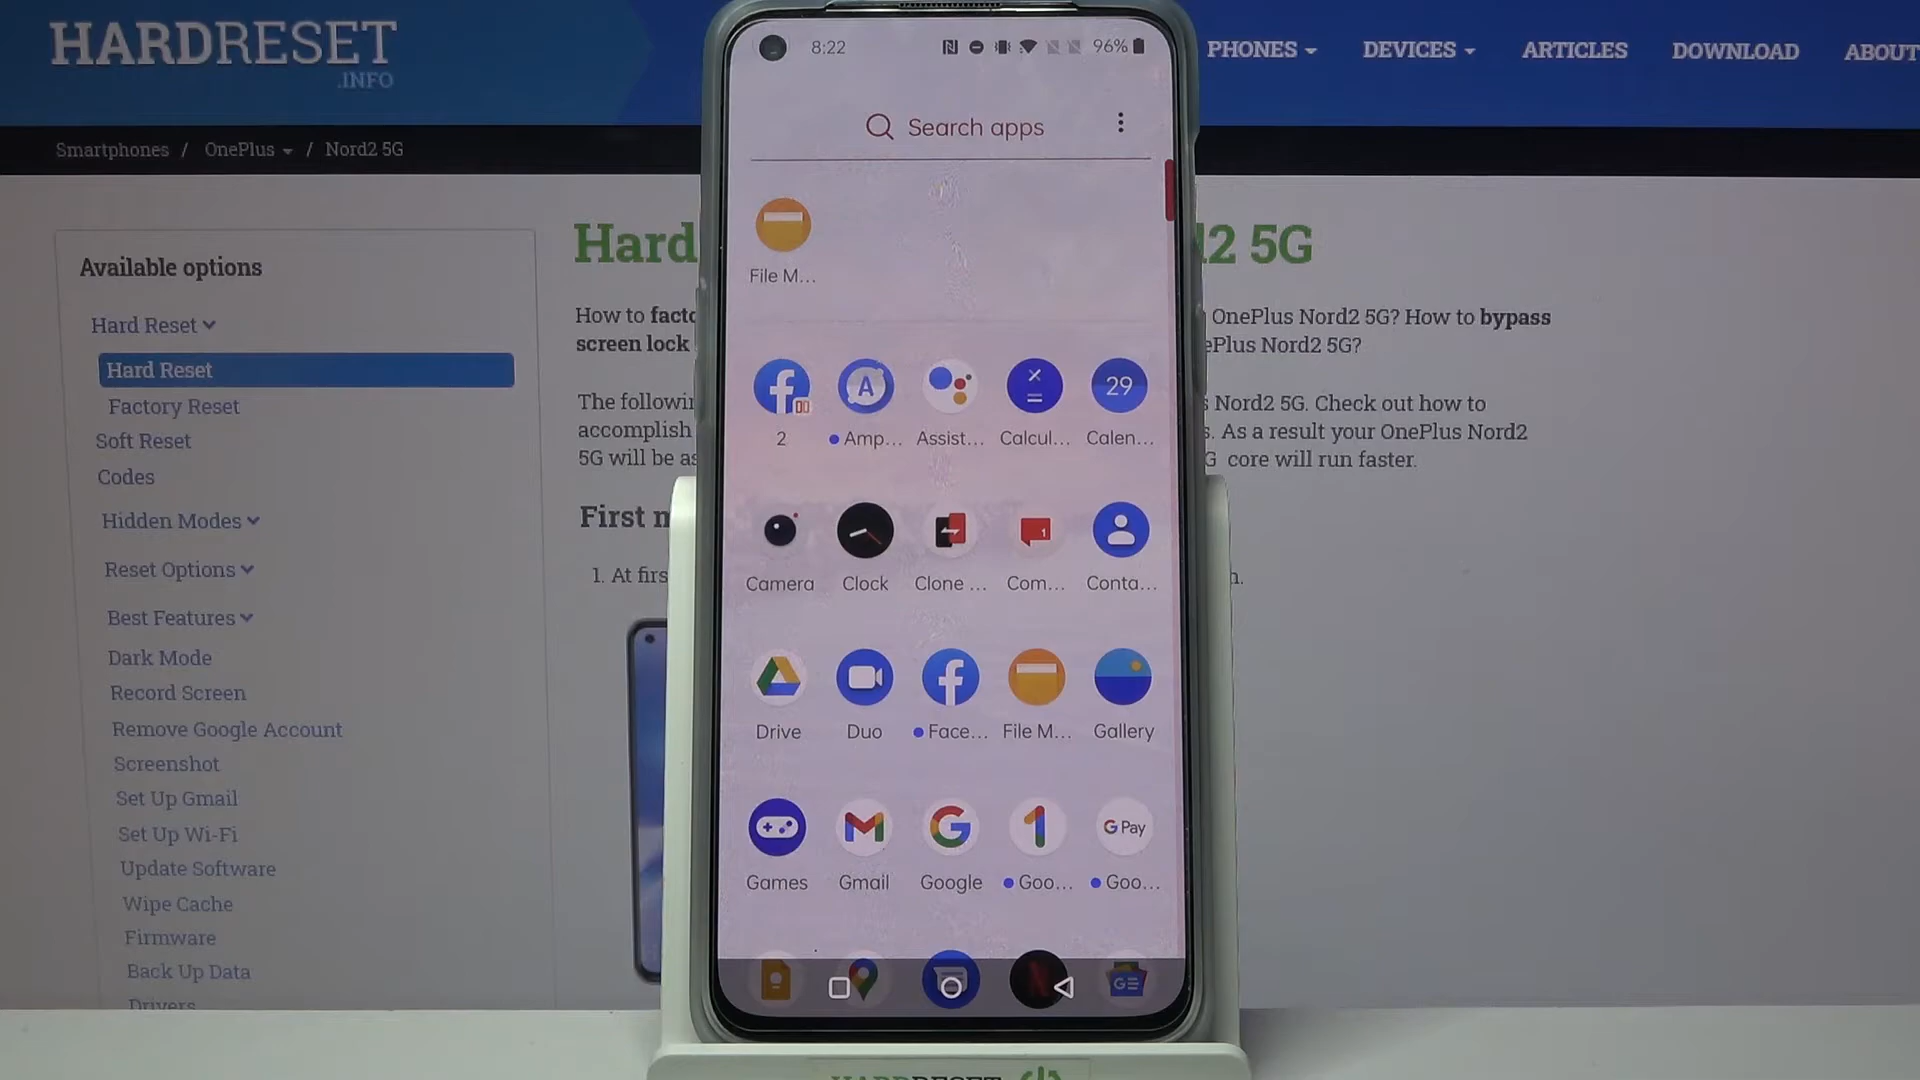 HARDRESET
.INFO
PHONES
DEVICES
ARTICLES
DOWNLOAD
ABOUT
Smartphones / OnePlus / Nord2 5G
Available options
Hard Reset
Hard Reset
Factory Reset
Soft Reset
Codes
Hidden Modes
Reset Options
Best Features
Dark Mode
Record Screen
Remove Google Account
Screenshot
Set Up Gmail
Set Up Wi-Fi
Update Software
Wipe Cache
Firmware
Back Up Data
Drivers
Hard
d2 5G
How to
OnePlus Nord2 5G? How to bypass
screen lock
ePlus Nord2 5G?
The
Nord2 5G. Check out how to
accomplish
s. As a result your OnePlus Nord2
5G will be
G core will run faster.
First
1. At
8:22
96%
Search apps
File M...
2
Amp...
Assist...
Calcul...
29
Calen...
Camera
Clock
Clone ...
1
Com...
Conta...
Drive
Duo
Face...
File M...
Gallery
Games
Gmail
Google
Goo...
G Pay
Goo...
GE
HARDRESET